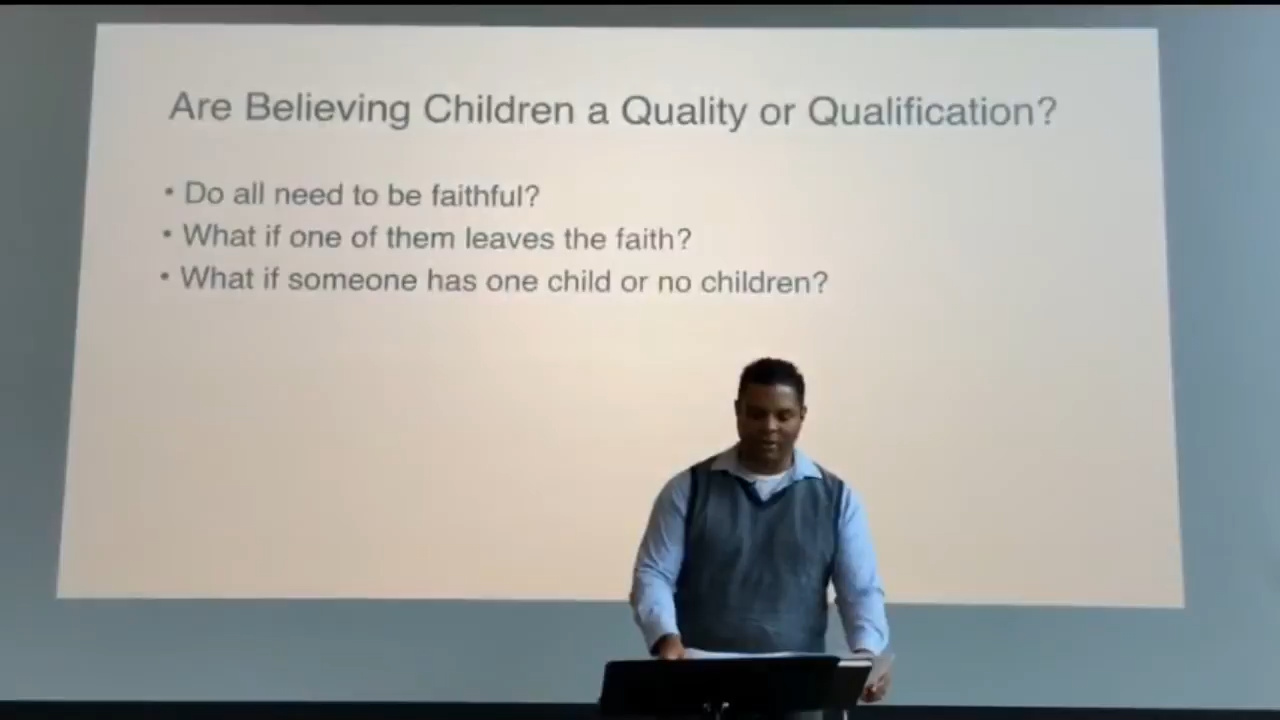 Are Believing Children a Quality or Qualification?
• Do all need to be faithful?
• What if one of them leaves the faith?
• What if someone has one child or no children?